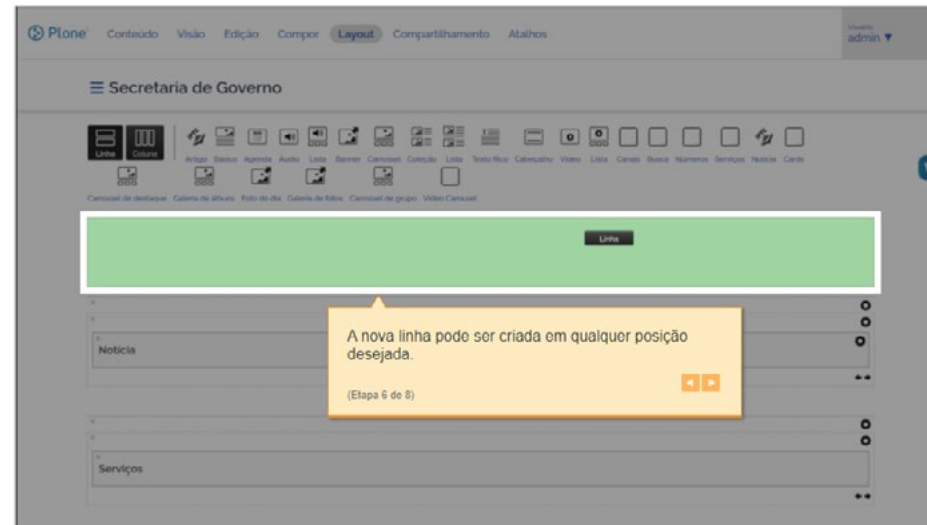 Plone
Conteúdo Visão Edição Compor Layout Compartilhamento Atalhos
Usuário
admin
Secretaria de Governo
Linha Coluna
Artigo Básico Agenda Áudio Lista Banner Carrossel Coleção Lista Texto Rico Cabeçalho Vídeo Lista Canais Busca Números Serviços Notícia Cards
Carrossel de destaque Galeria de álbuns Foto do dia Galeria de fotos Carrossel de grupo Vídeo Carousel
Linha
A nova linha pode ser criada em qualquer posição
desejada.
(Etapa 6 de 8)
Notícia
Serviços